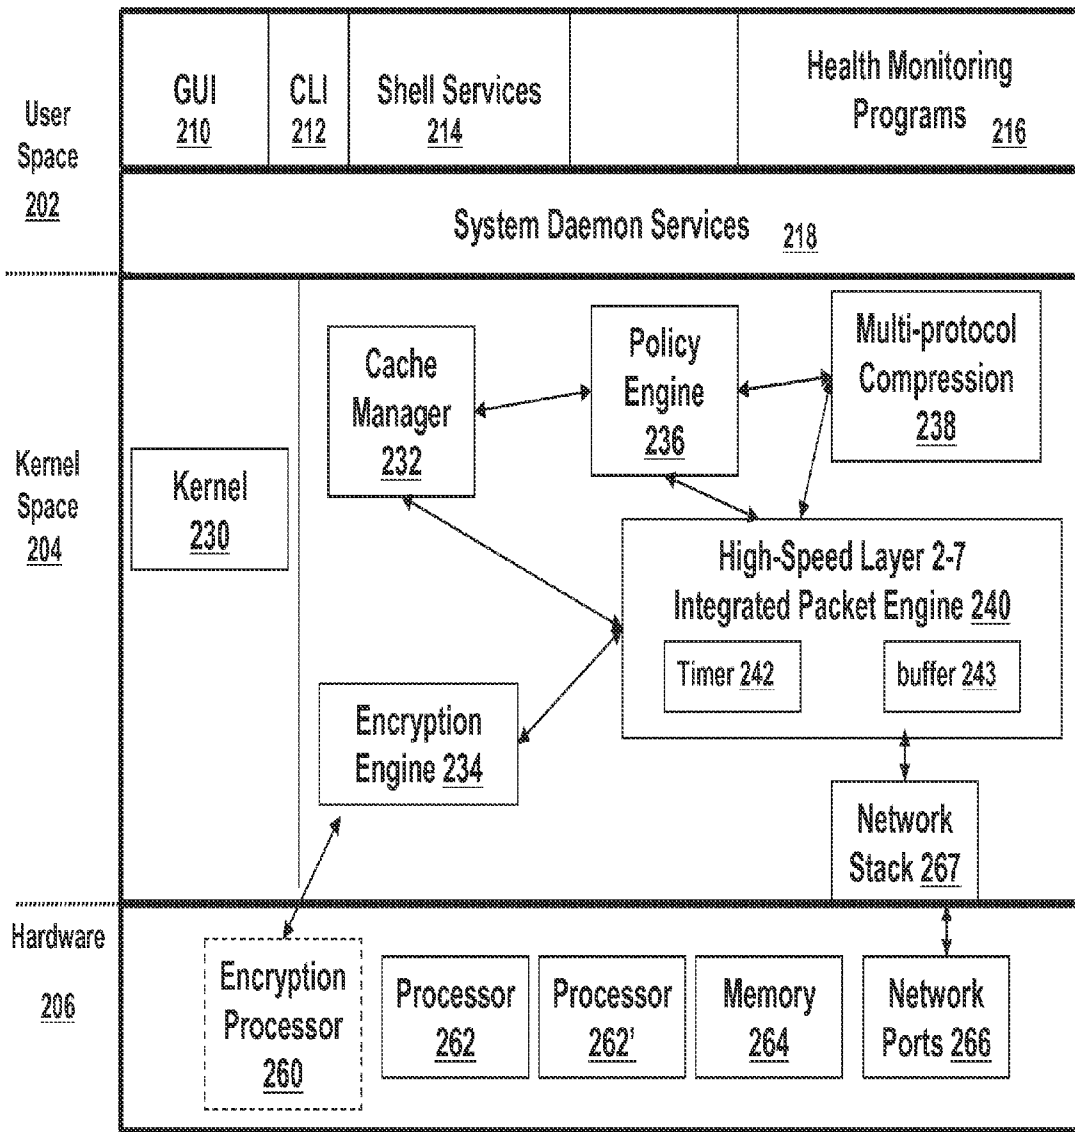 User
Space
202
GUI
210
CLI
212
Shell Services
214
Health Monitoring
Programs 216
System Daemon Services 218
Kernel
Space
204
Kernel
230
Cache
Manager
232
Policy
Engine
236
Multi-protocol
Compression
238
High-Speed Layer 2-7
Integrated Packet Engine 240
Timer 242
buffer 243
Encryption
Engine 234
Network
Stack 267
Hardware
206
Encryption
Processor
260
Processor
262
Processor
262'
Memory
264
Network
Ports 266